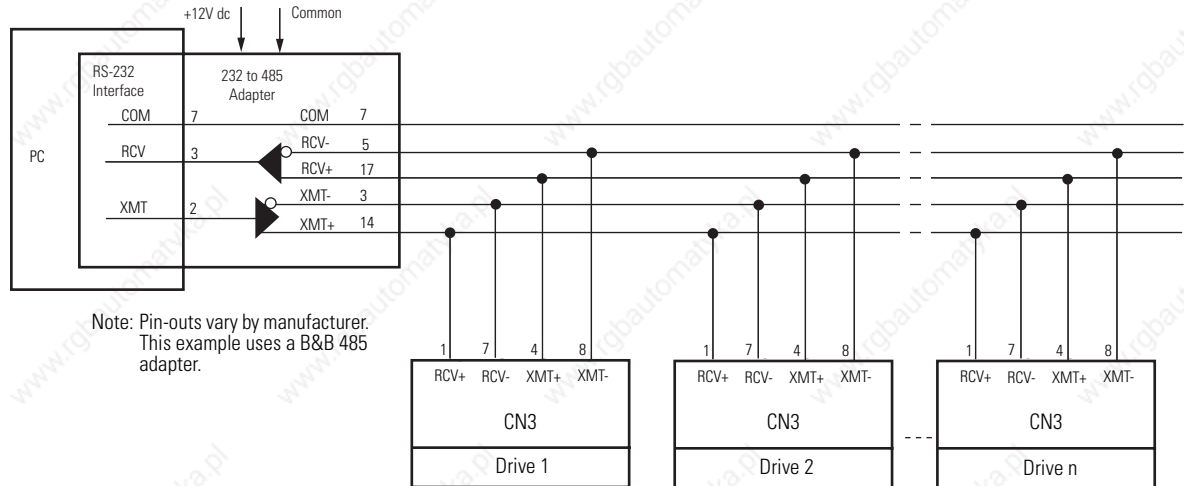 +12V dc Common
RS-232
Interface
232 to 485
Adapter
COM 7 COM 7
RCV- 5
PC RCV 3
RCV+ 17
XMT- 3
XMT 2
XMT+ 14
Note: Pin-outs vary by manufacturer.
This example uses a B&B 485
adapter.
1 7 4 8
RCV+ RCV- XMT+ XMT-
CN3
Drive 1
1 7 4 8
RCV+ RCV- XMT+ XMT-
CN3
Drive 2
1 7 4 8
RCV+ RCV- XMT+ XMT-
CN3
Drive n
www.rgbautomatyka.pl